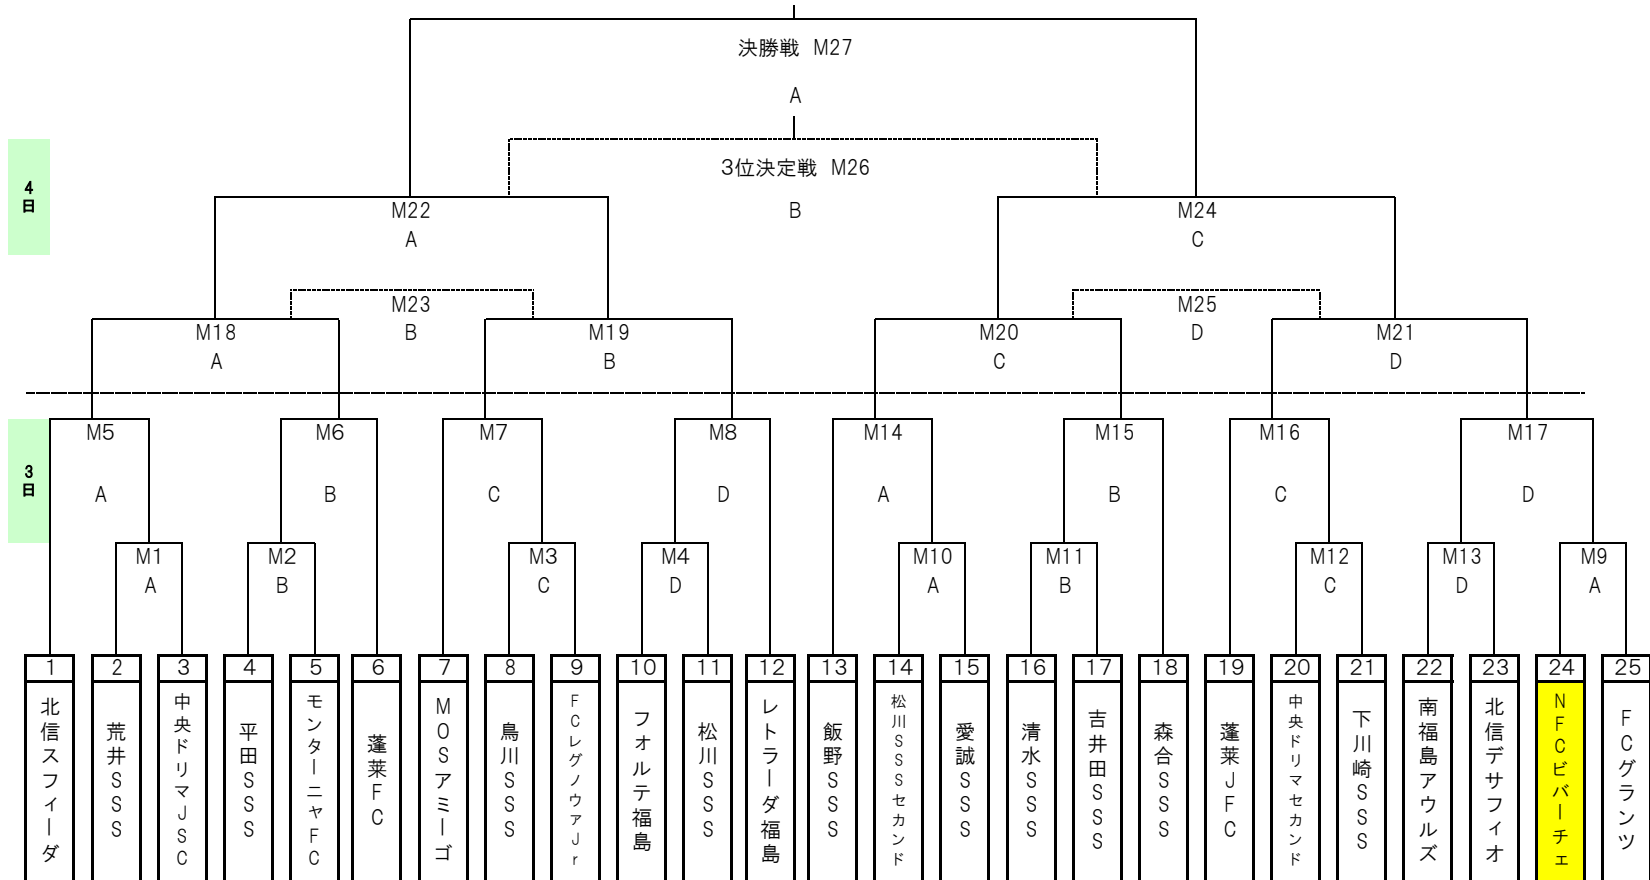 決勝戦 M27
A
3位決定戦 M26
B
4日
M22
A
M24
C
M23
B
M25
D
M18
A
M19
B
M20
C
M21
D
3日
M5
A
M6
B
M7
C
M8
D
M14
A
M15
B
M16
C
M17
D
M1
A
M2
B
M3
C
M4
D
M10
A
M11
B
M12
C
M13
D
M9
A
1
北信スフィーダ
2
荒井SSS
3
中央ドリマJSC
4
平田SSS
5
モンターニャFC
6
蓬莱FC
7
MOSアミーゴ
8
鳥川SSS
9
FCレグノヴァJr
10
フォルテ福島
11
松川SSS
12
レトラーダ福島
13
飯野SSS
14
松川SSSセカンド
15
愛誠SSS
16
清水SSS
17
吉井田SSS
18
森合SSS
19
蓬莱JFC
20
中央ドリマセカンド
21
下川崎SSS
22
南福島アウルズ
23
北信デサフィオ
24
NFCビバーチェ
25
FCグランツ